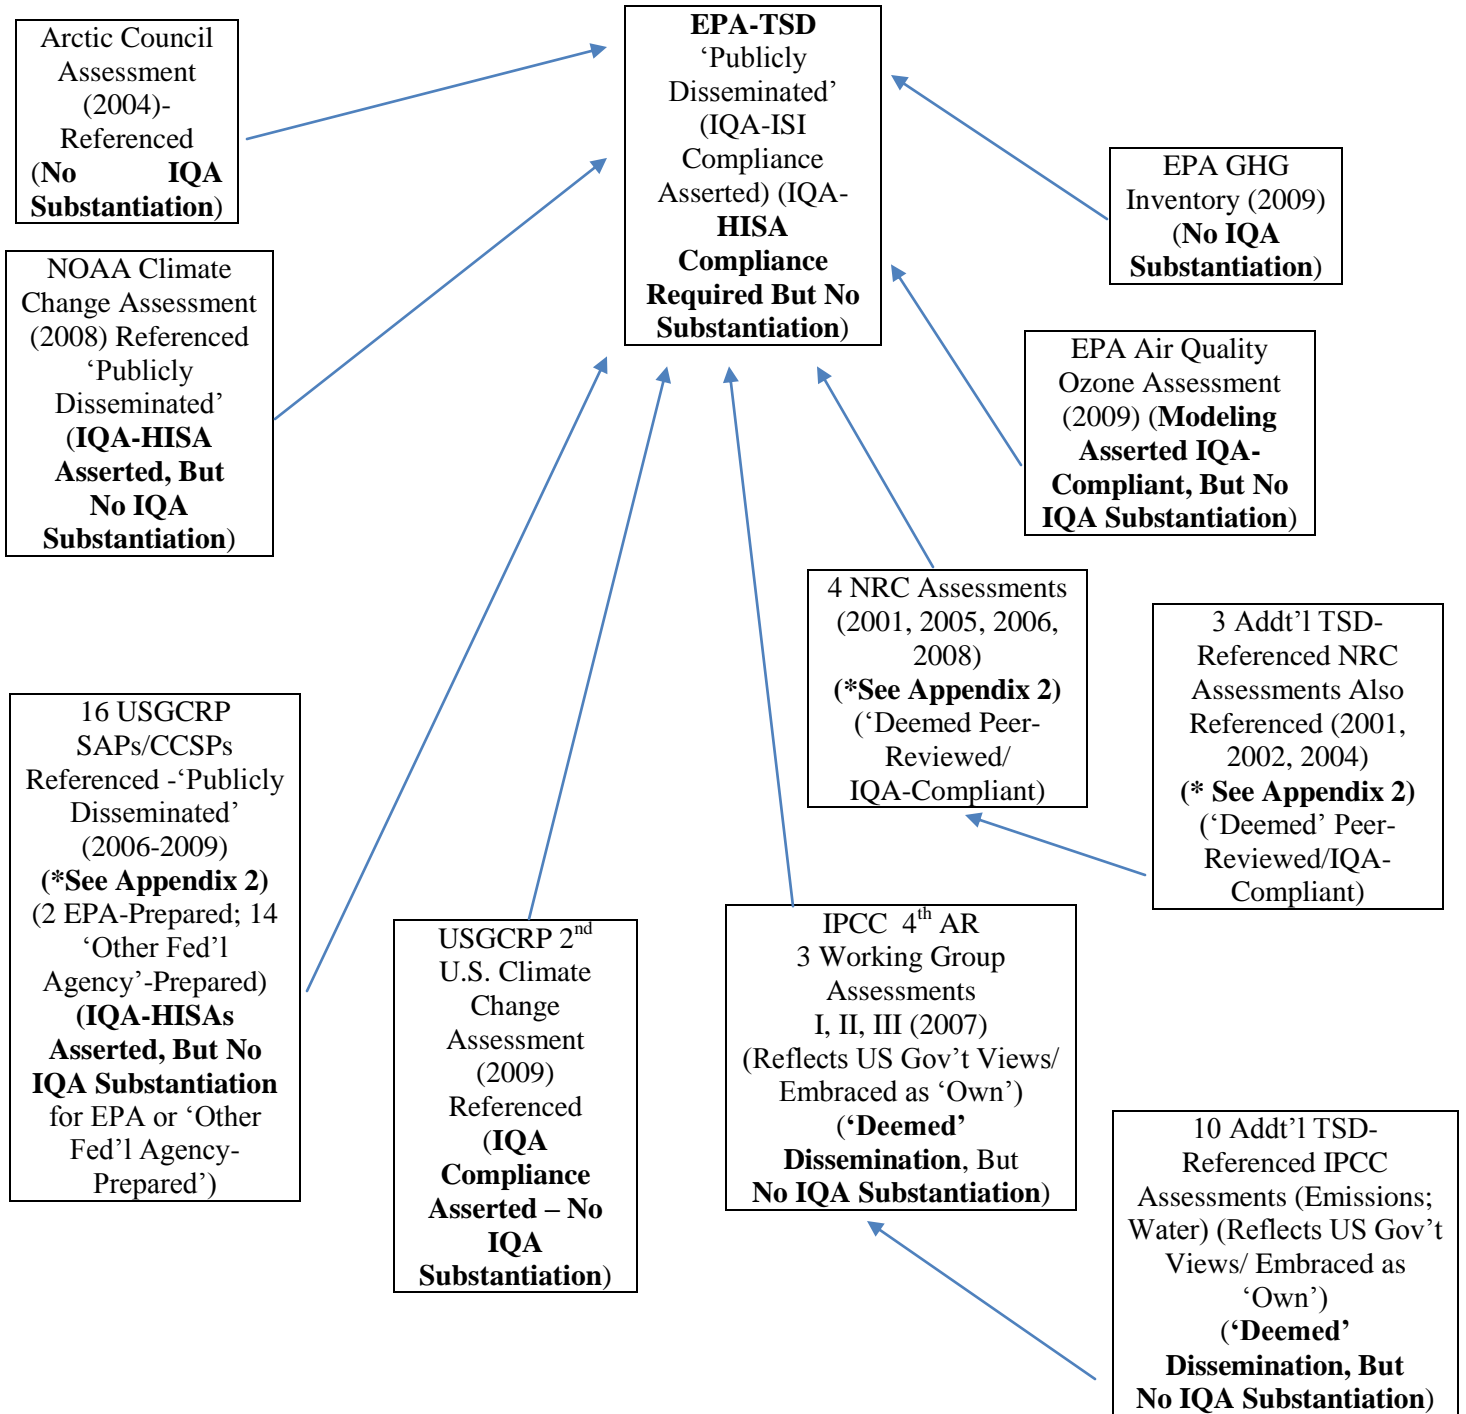 Arctic Council
Assessment
(2004)-
Referenced
(No IQA
Substantiation)
EPA-TSD
‘Publicly
Disseminated’
(IQA-ISI
Compliance
Asserted) (IQA-
HISA
Compliance
Required But No
Substantiation)
EPA GHG
Inventory (2009)
(No IQA
Substantiation)
NOAA Climate
Change Assessment
(2008) Referenced
‘Publicly
Disseminated’
(IQA-HISA
Asserted, But
No IQA
Substantiation)
EPA Air Quality
Ozone Assessment
(2009) (Modeling
Asserted IQA-
Compliant, But No
IQA Substantiation)
4 NRC Assessments
(2001, 2005, 2006,
2008)
(*See Appendix 2)
(‘Deemed Peer-
Reviewed/
IQA-Compliant)
3 Addt’l TSD-
Referenced NRC
Assessments Also
Referenced (2001,
2002, 2004)
(* See Appendix 2)
(‘Deemed’ Peer-
Reviewed/IQA-
Compliant)
16 USGCRP
SAPs/CCSPs
Referenced -‘Publicly
Disseminated’
(2006-2009)
(*See Appendix 2)
(2 EPA-Prepared; 14
‘Other Fed’l
Agency’-Prepared)
(IQA-HISAs
Asserted, But No
IQA Substantiation
for EPA or ‘Other
Fed’l Agency-
Prepared’)
USGCRP 2nd
U.S. Climate
Change
Assessment
(2009)
Referenced
(IQA
Compliance
Asserted – No
IQA
Substantiation)
IPCC 4th AR
3 Working Group
Assessments
I, II, III (2007)
(Reflects US Gov’t Views/
Embraced as ‘Own’)
(‘Deemed’
Dissemination, But
No IQA Substantiation)
10 Addt’l TSD-
Referenced IPCC
Assessments (Emissions;
Water) (Reflects US Gov’t
Views/ Embraced as
‘Own’)
(‘Deemed’
Dissemination, But
No IQA Substantiation)